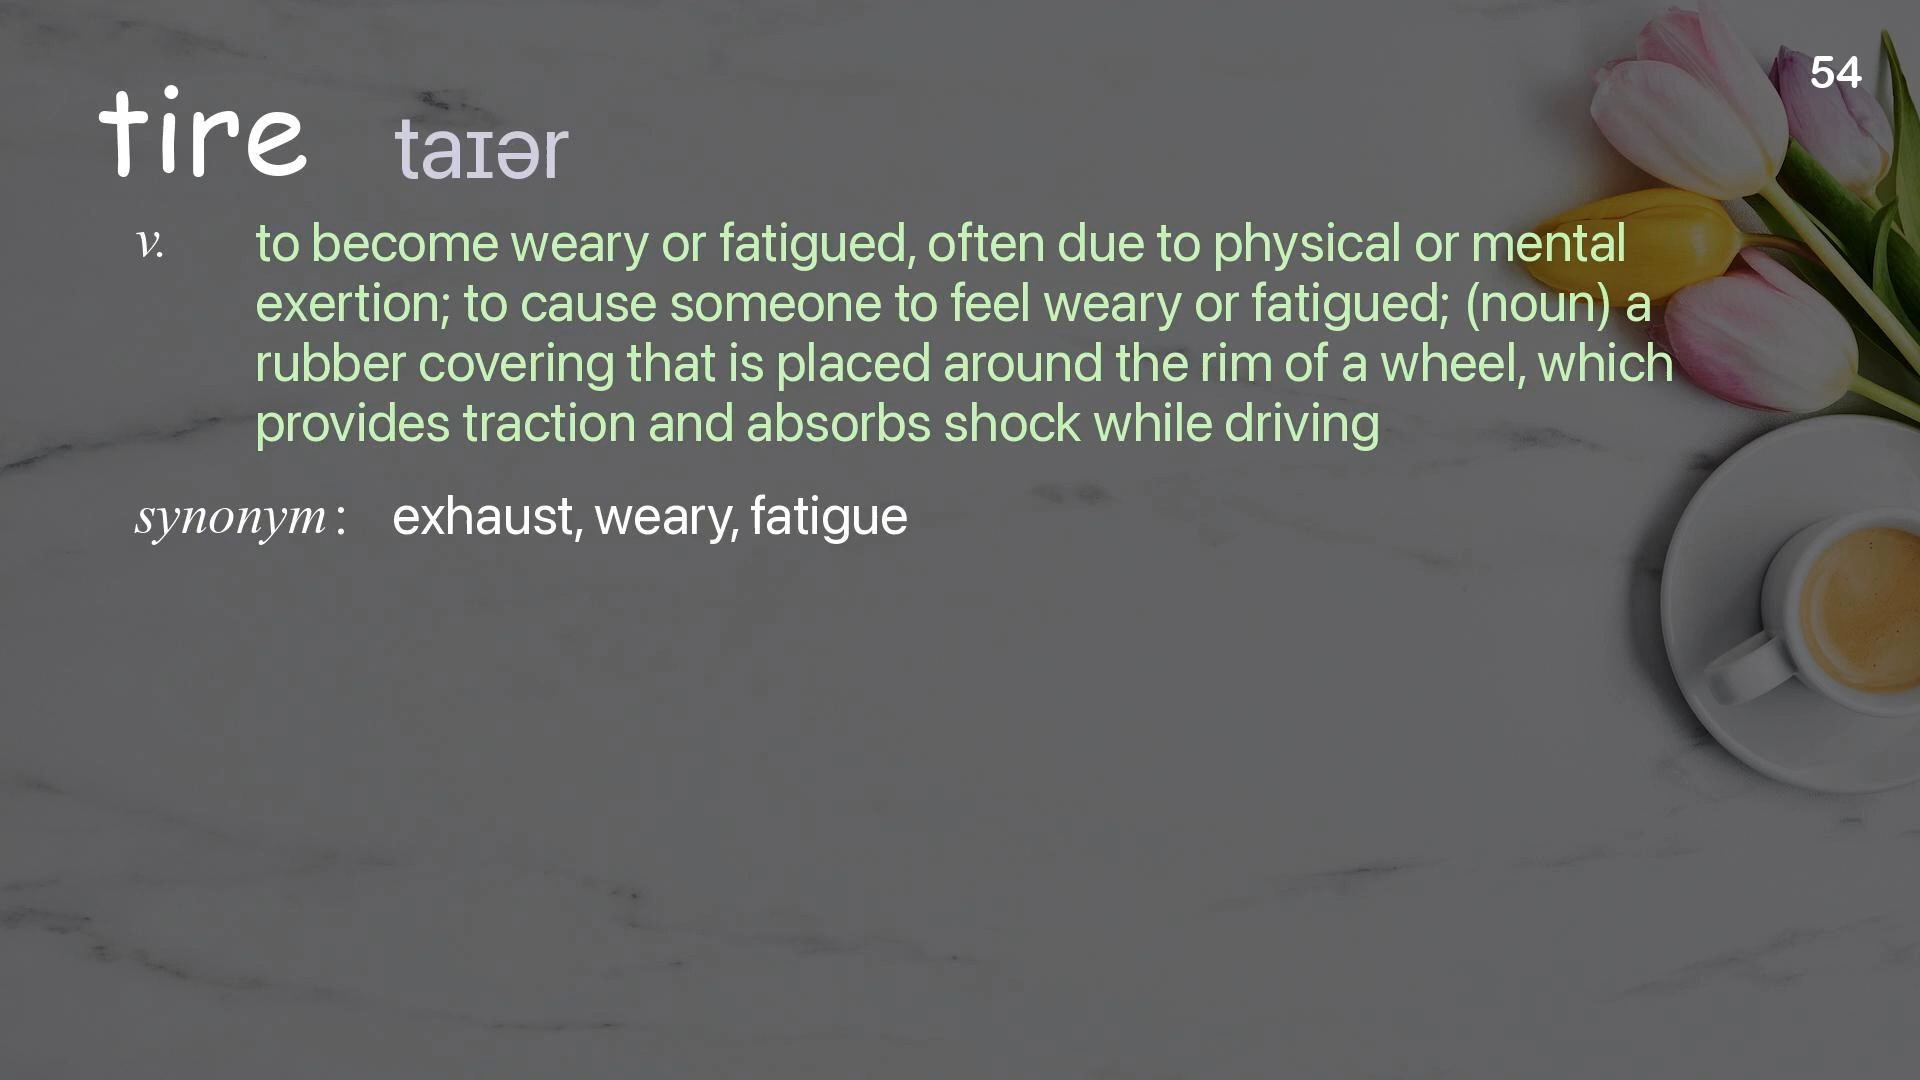 54
tire taɪər
v. to become weary or fatigued, often due to physical or mental
exertion; to cause someone to feel weary or fatigued; (noun) a
rubber covering that is placed around the rim of a wheel, which
provides traction and absorbs shock while driving
synonym: exhaust, weary, fatigue